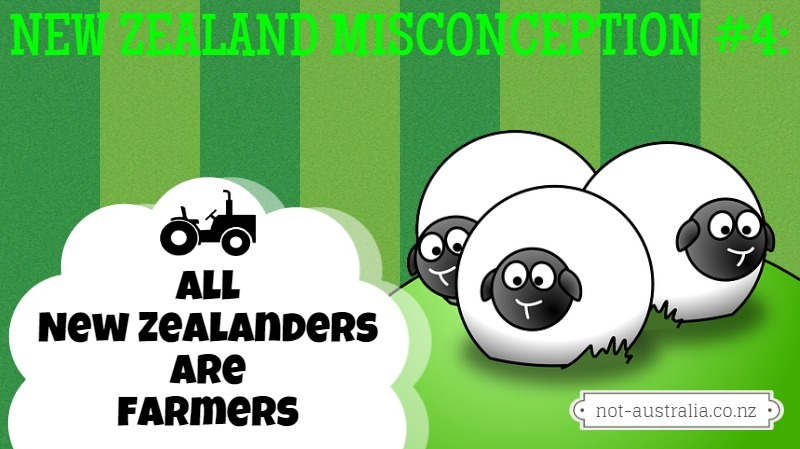 NEW ZEALAND MISCONCEPTION #4:
ALL
NEW ZEALANDERS
ARE
FARMERS
not-australia.co.nz